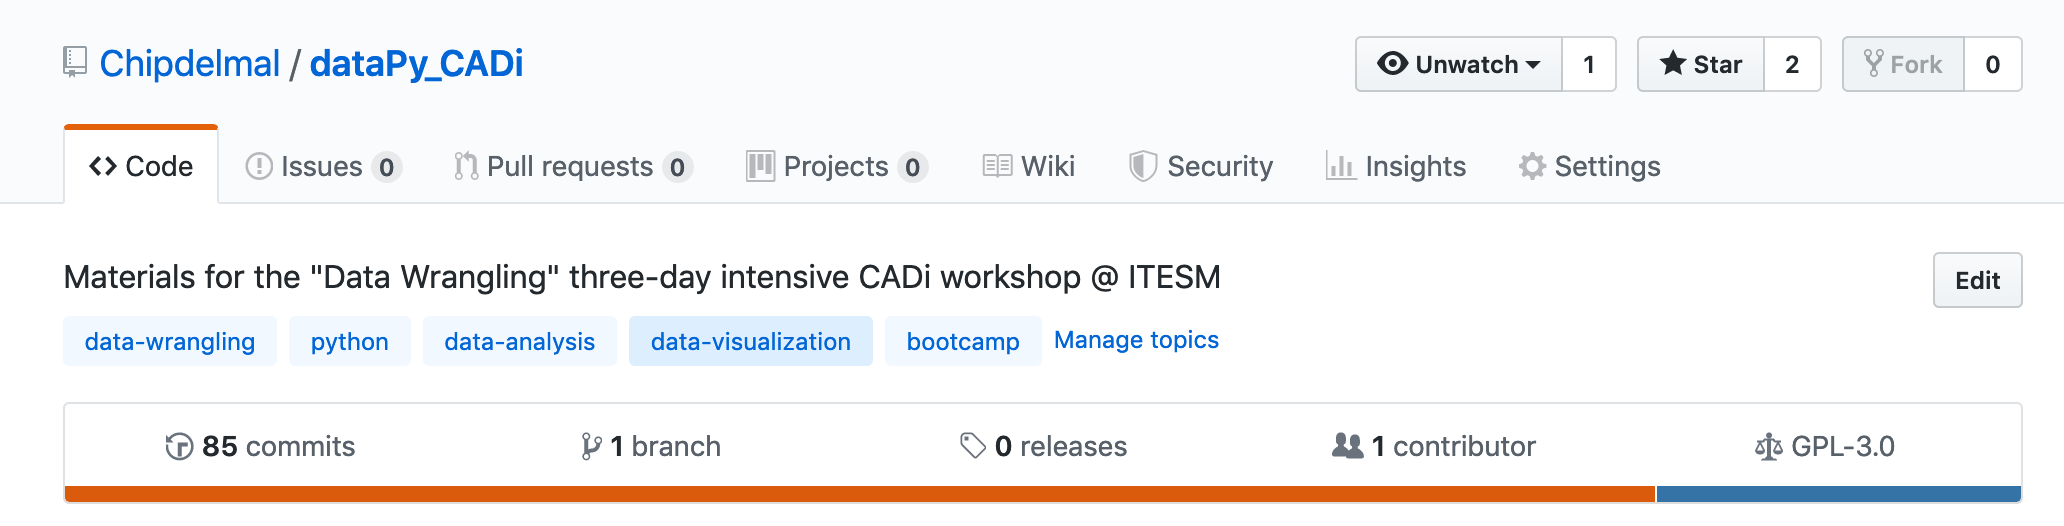 Chipdelmal / dataPy_CADi
Unwatch 1 Star 2 Fork 0
Code Issues 0 Pull requests 0 Projects 0 Wiki Security Insights Settings
Materials for the "Data Wrangling" three-day intensive CADi workshop @ ITESM
Edit
data-wrangling python data-analysis data-visualization bootcamp Manage topics
85 commits 1 branch 0 releases 1 contributor GPL-3.0